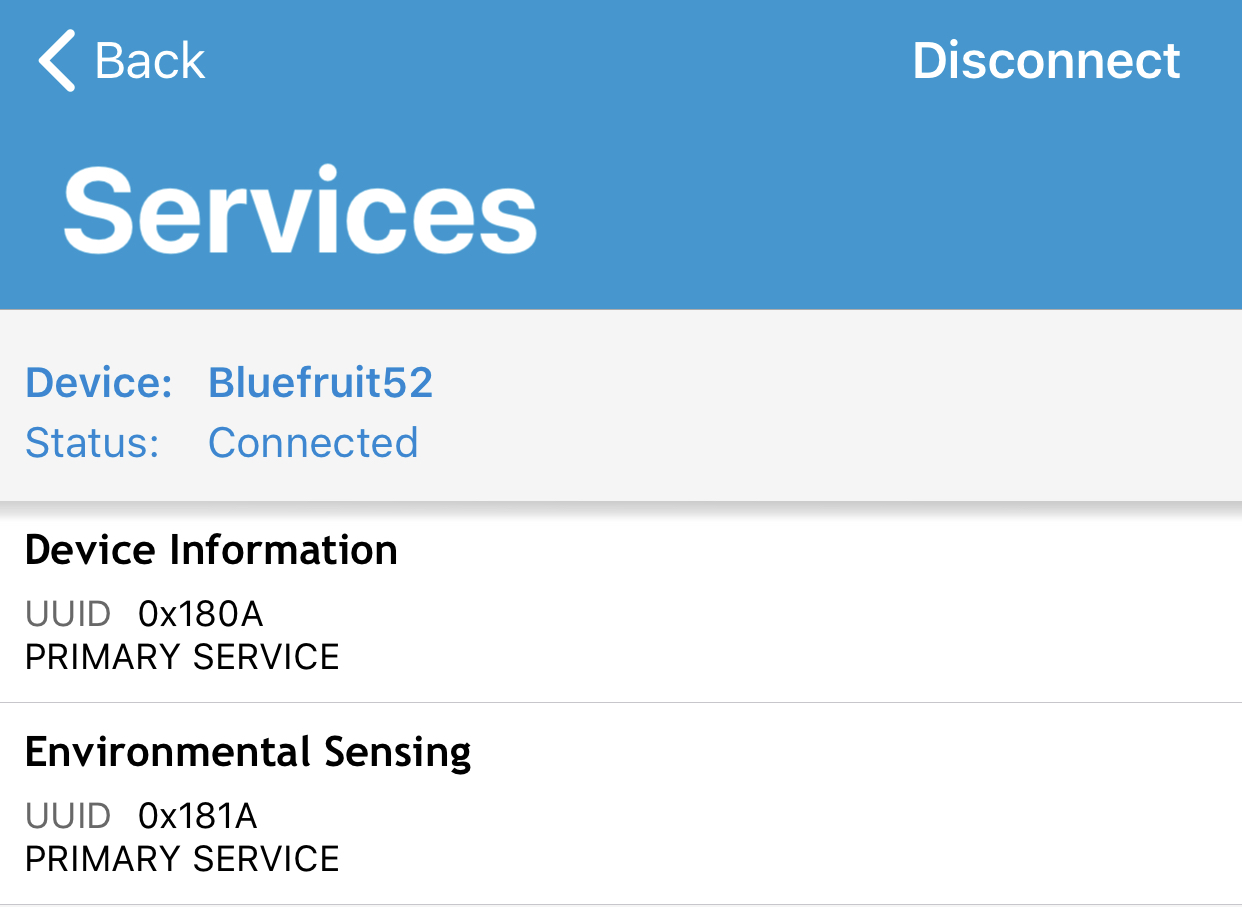 Back Disconnect
Services
Device: Bluefruit52
Status: Connected
Device Information
UUID 0x180A
PRIMARY SERVICE
Environmental Sensing
UUID 0x181A
PRIMARY SERVICE